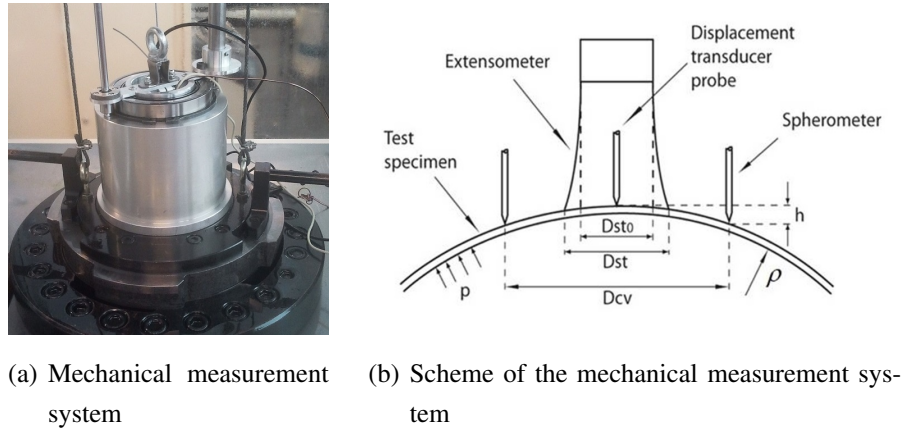 Displacement
transducer
probe
Extensometer
Spherometer
Test
specimen
h
Dst₀
Dst
p
ρ
Dcv
(a) Mechanical measurement
system
(b) Scheme of the mechanical measurement sys-
tem